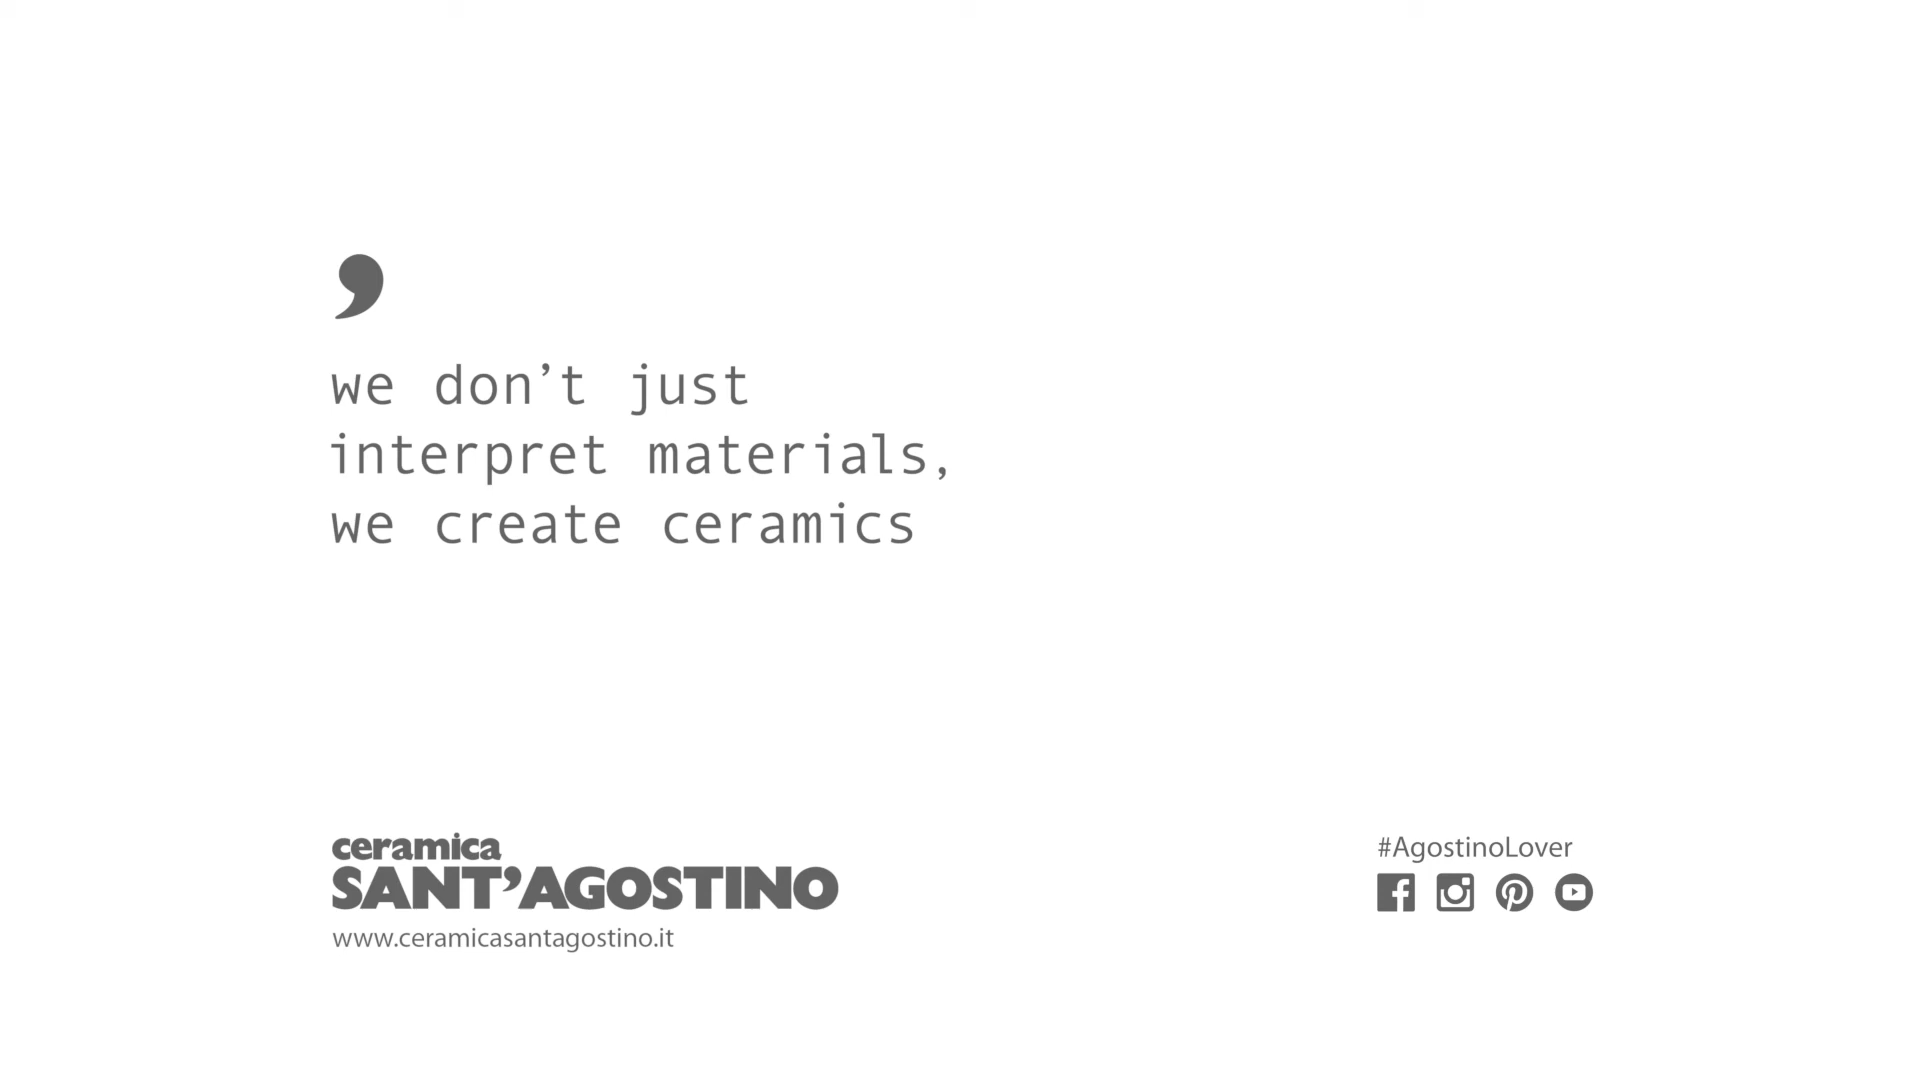 ’
we don’t just
interpret materials,
we create ceramics
ceramica
SANT’AGOSTINO
www.ceramicasantagostino.it
#AgostinoLover